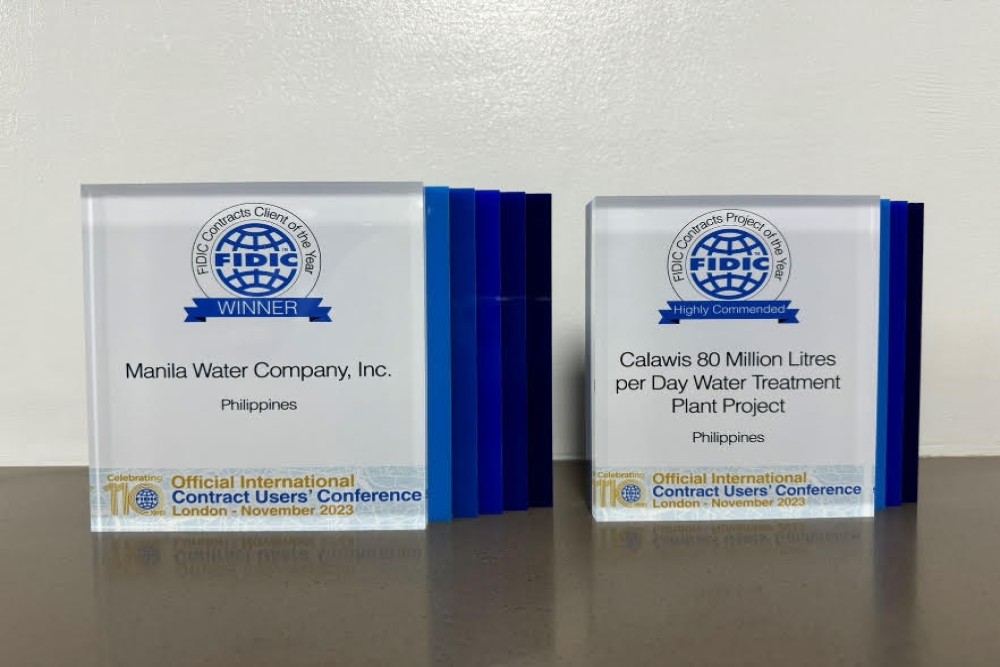 FIDIC Contracts Client of the Year
FIDIC
WINNER
Manila Water Company, Inc.
Philippines
Celebrating
110
Official International
Contract Users' Conference
London - November 2023
FIDIC Contracts Project of the Year
FIDIC
Highly Commended
Calawis 80 Million Litres
per Day Water Treatment
Plant Project
Philippines
Celebrating
110
Official International
Contract Users' Conference
London - November 2023